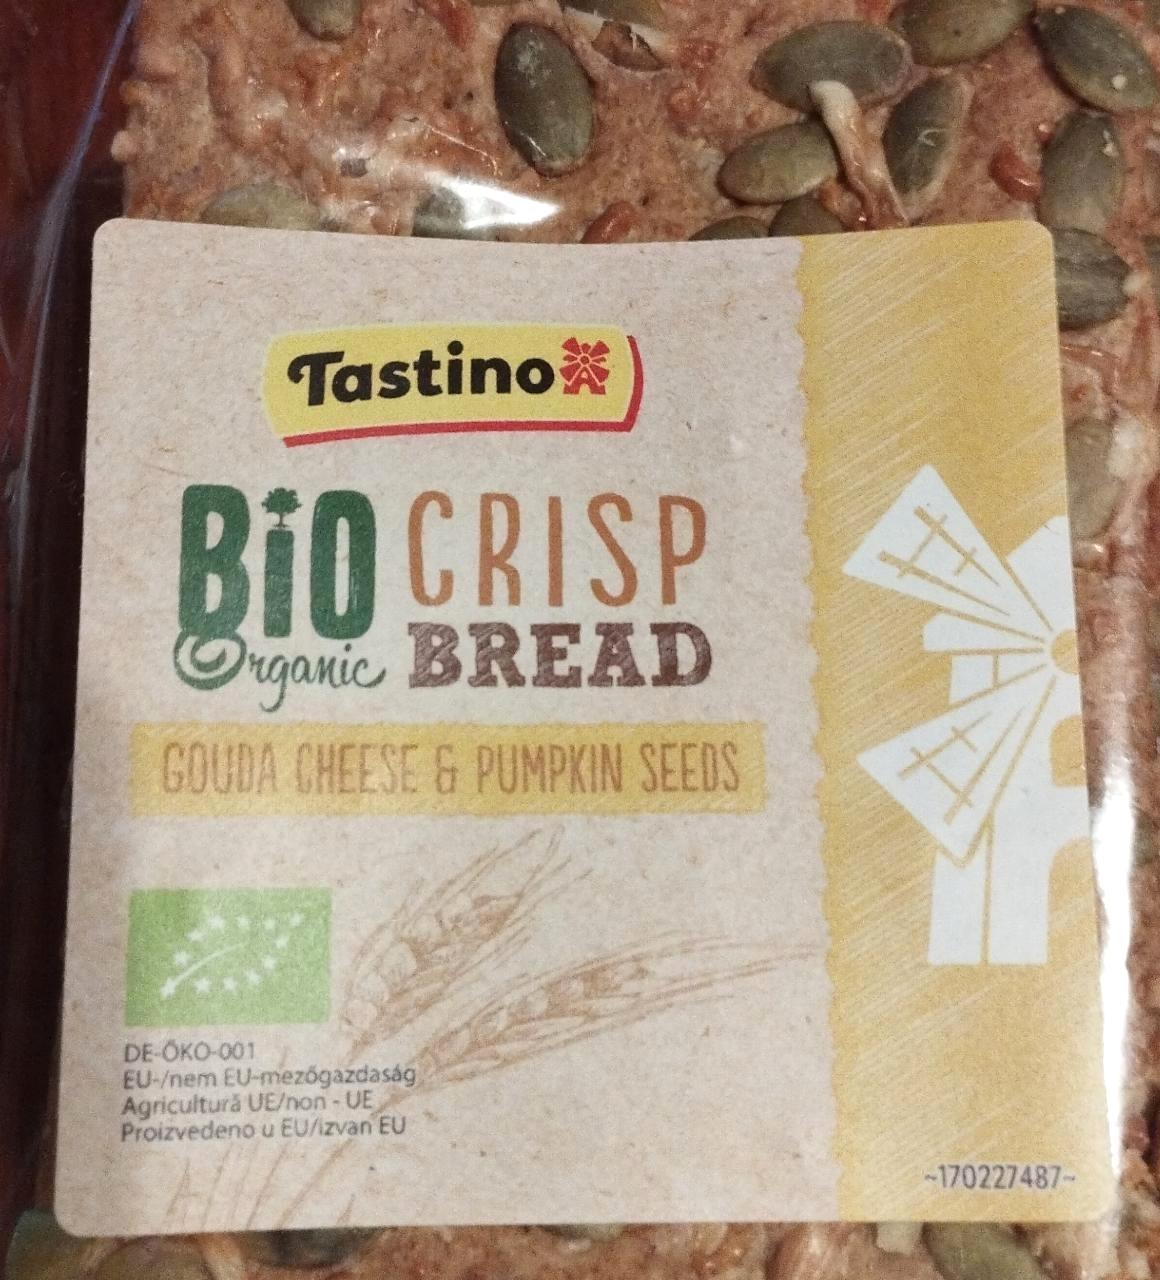 Tastino
BiO CRISP
Organic BREAD
GOUDA CHEESE & PUMPKIN SEEDS
DE-ÖKO-001
EU-/nem EU-mezőgazdaság
Agricultură UE/non - UE
Proizvedeno u EU/izvan EU
~170227487~